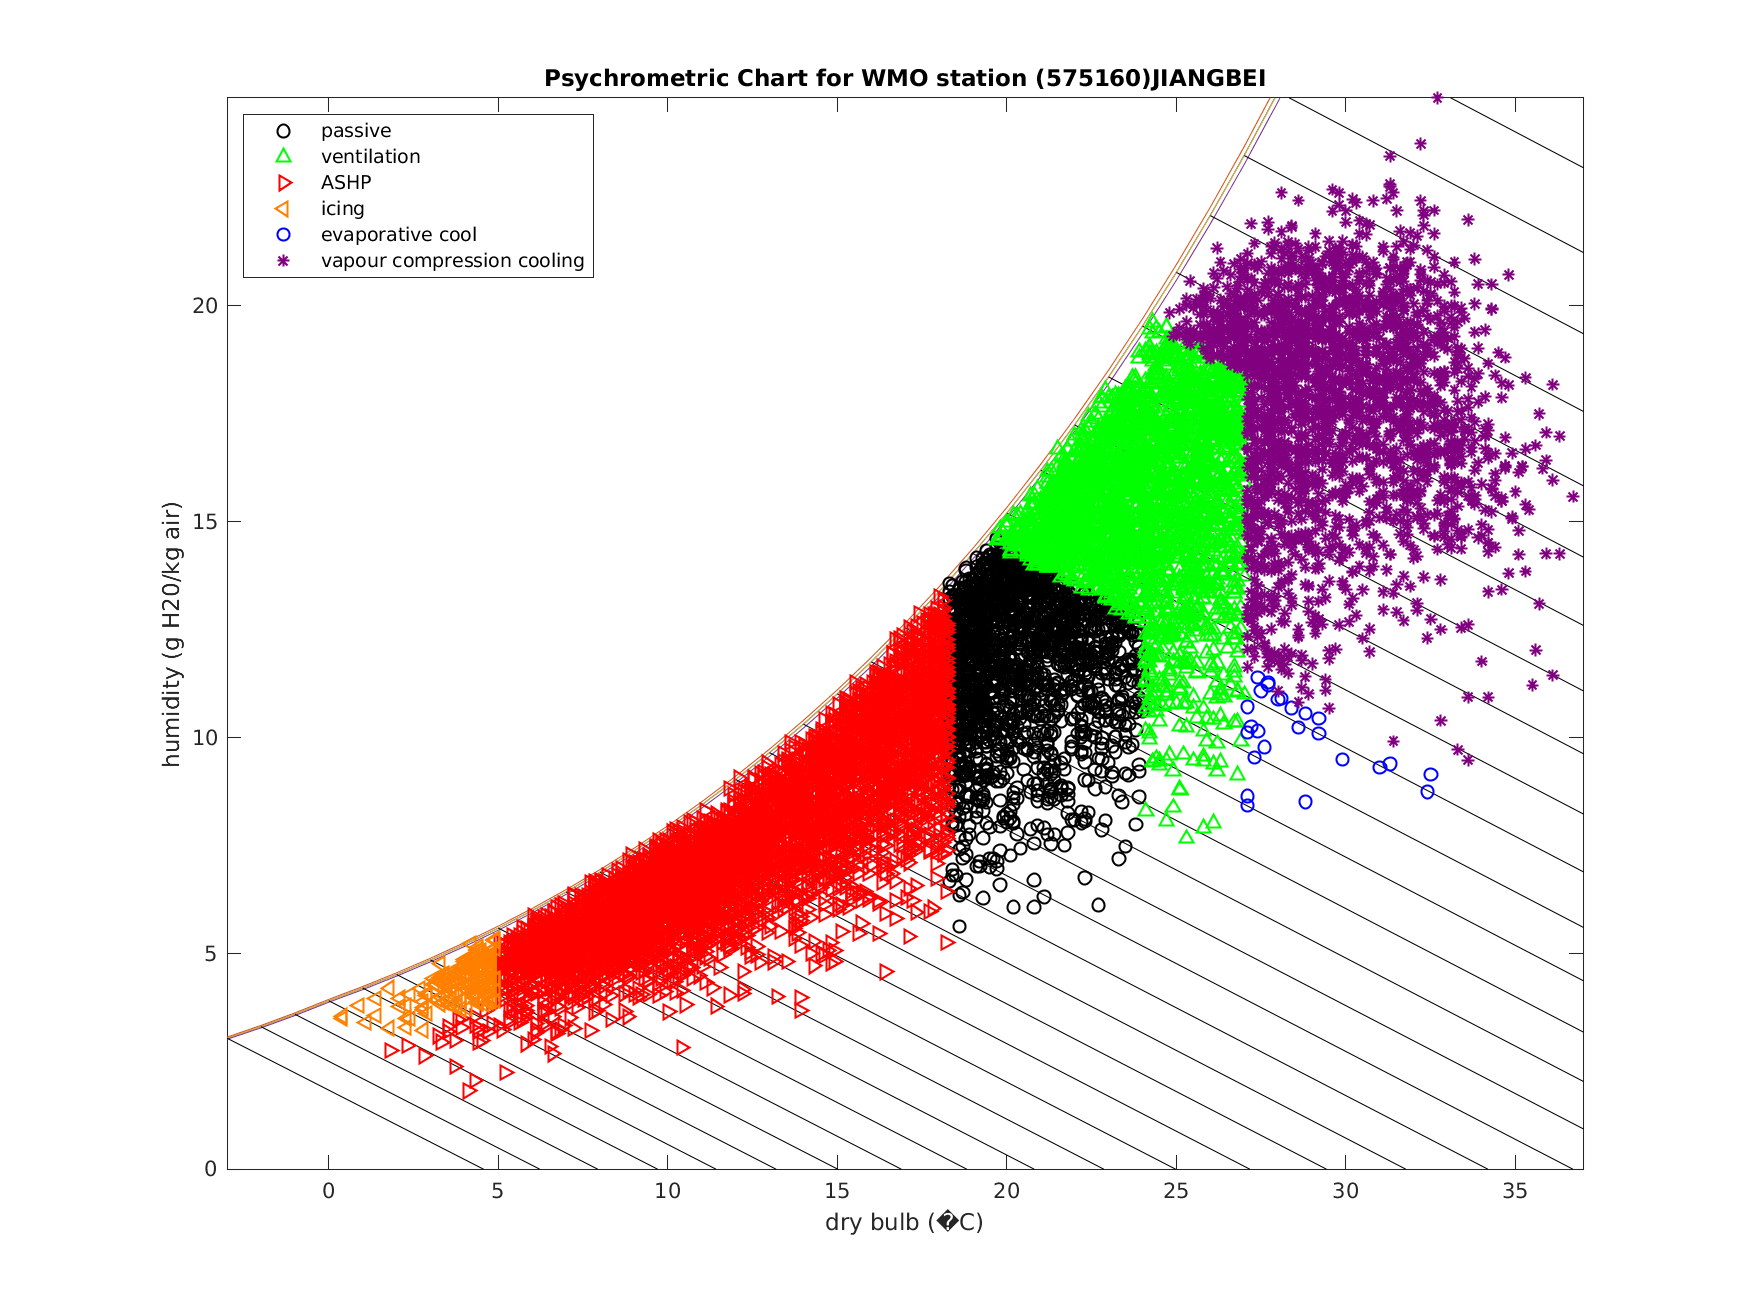 Psychrometric Chart for WMO station (575160)JIANGBEI
passive
ventilation
ASHP
icing
evaporative cool
vapour compression cooling
humidity (g H20/kg air)
20
15
10
5
0
0 5 10 15 20 25 30 35
dry bulb (�C)